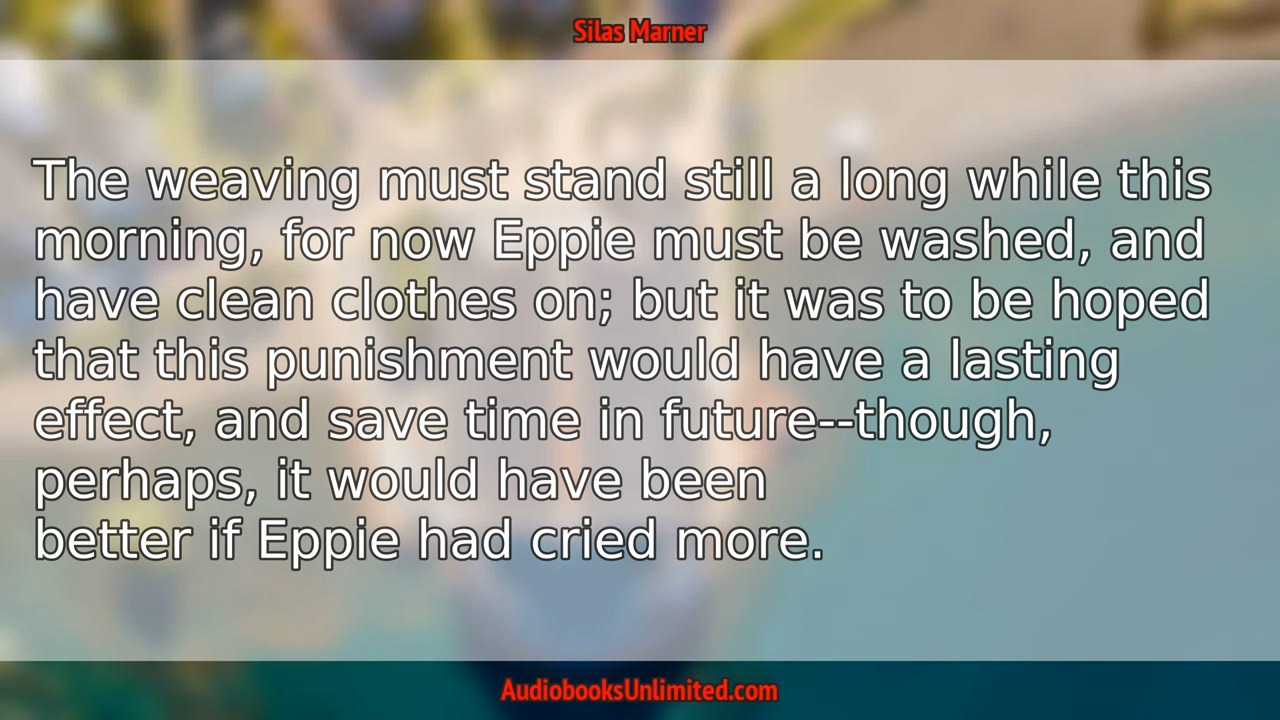 Silas Marner
The weaving must stand still a long while this
morning, for now Eppie must be washed, and
have clean clothes on; but it was to be hoped
that this punishment would have a lasting
effect, and save time in future--though,
perhaps, it would have been
better if Eppie had cried more.
AudiobooksUnlimited.com